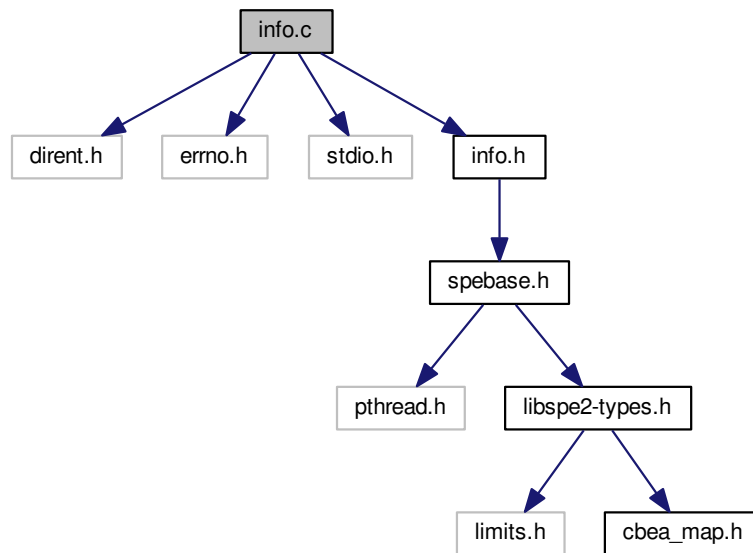 info.c
dirent.h
errno.h
stdio.h
info.h
spebase.h
pthread.h
libspe2-types.h
limits.h
cbea_map.h